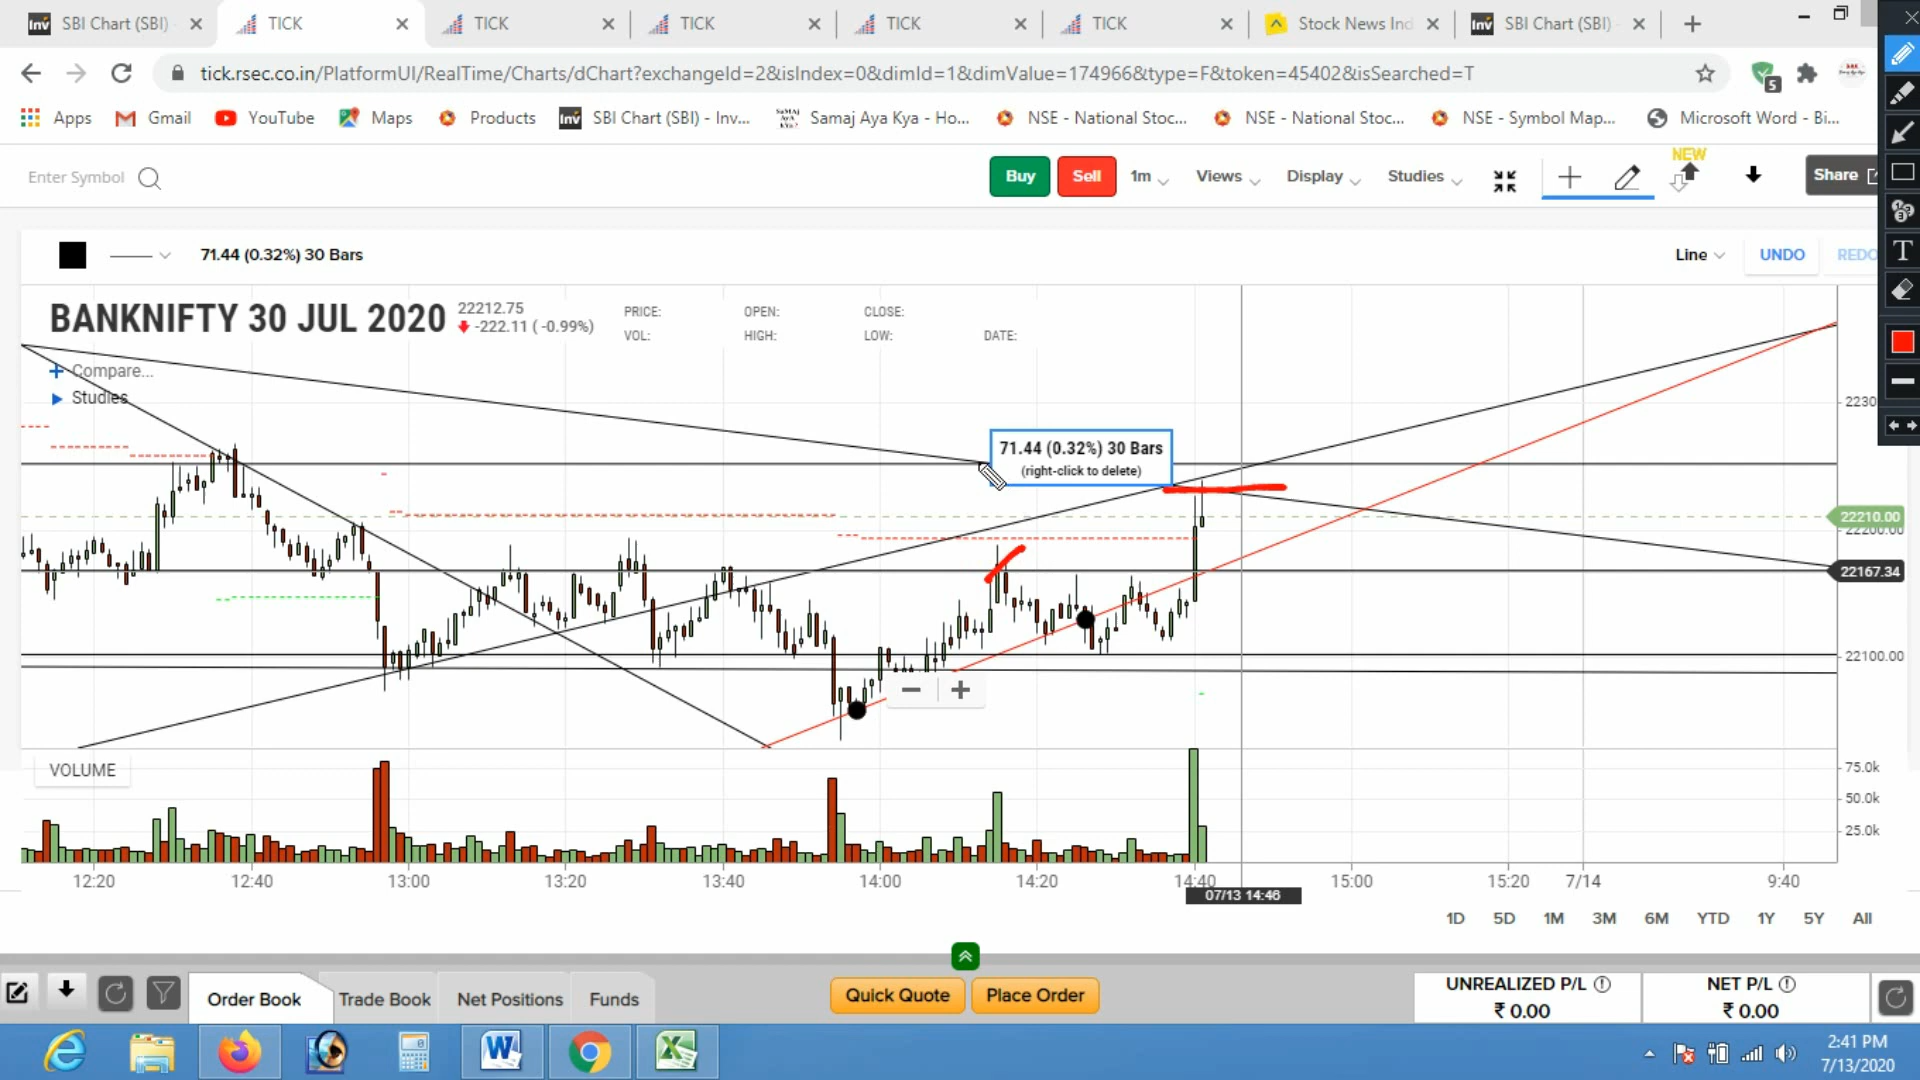 SBI Chart (SBI)
TICK
TICK
TICK
TICK
TICK
Stock News Ind
SBI Chart (SBI)
tick.rsec.co.in/PlatformUI/RealTime/Charts/dChart?exchangeId=2&isIndex=0&dimId=1&dimValue=174966&type=F&token=45402&isSearched=T
5
Apps
Gmail
YouTube
Maps
Products
SBI Chart (SBI) - Inv...
Samaj Aya Kya - Ho...
NSE - National Stoc...
NSE - National Stoc...
NSE - Symbol Map...
Microsoft Word - Bi...
Enter Symbol
Buy
Sell
1m
Views
Display
Studies
NEW
Share
71.44 (0.32%) 30 Bars
Line
UNDO
REDO
BANKNIFTY 30 JUL 2020
22212.75
-222.11 ( -0.99%)
PRICE:
OPEN:
CLOSE:
VOL:
HIGH:
LOW:
DATE:
Compare...
Studies
71.44 (0.32%) 30 Bars
(right-click to delete)
2230
22210.00
22200.00
22167.34
22100.00
VOLUME
75.0k
50.0k
25.0k
12:20
12:40
13:00
13:20
13:40
14:00
14:20
14:40
15:00
15:20
7/14
9:40
07/13 14:46
1D
5D
1M
3M
6M
YTD
1Y
5Y
All
Order Book
Trade Book
Net Positions
Funds
Quick Quote
Place Order
UNREALIZED P/L
₹ 0.00
NET P/L
₹ 0.00
2:41 PM
7/13/2020